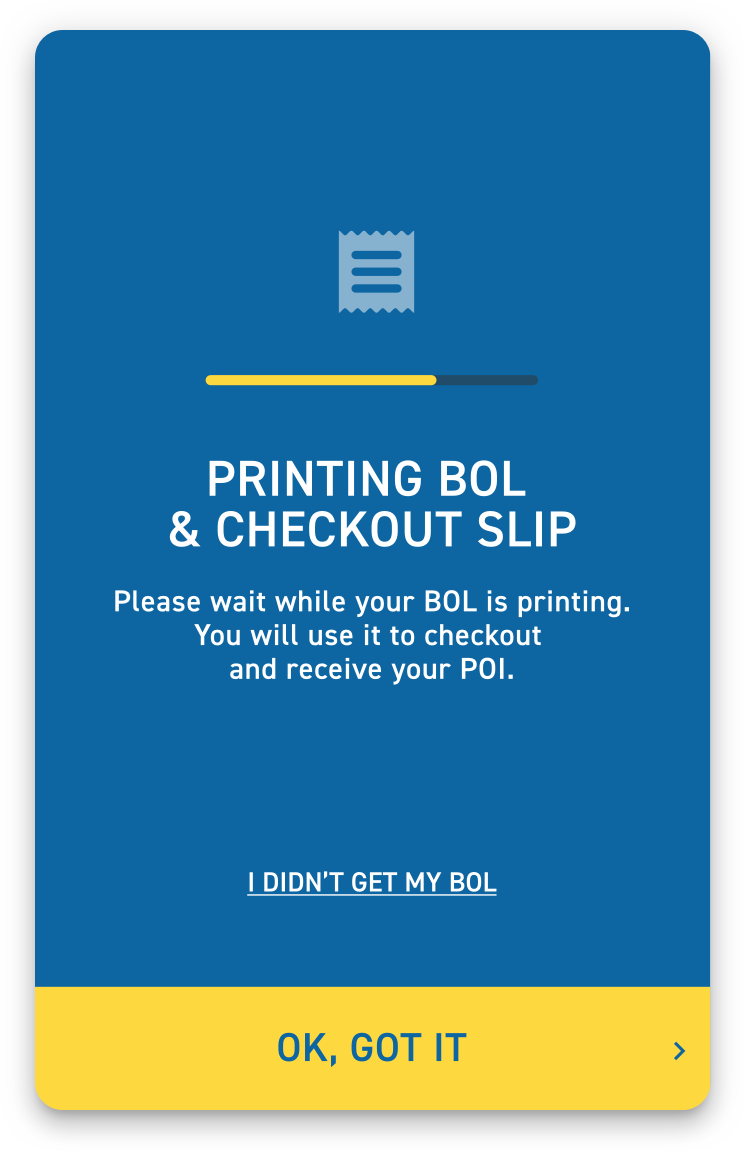 PRINTING BOL
& CHECKOUT SLIP
Please wait while your BOL is printing.
You will use it to checkout
and receive your POI.
I DIDN’T GET MY BOL
OK, GOT IT